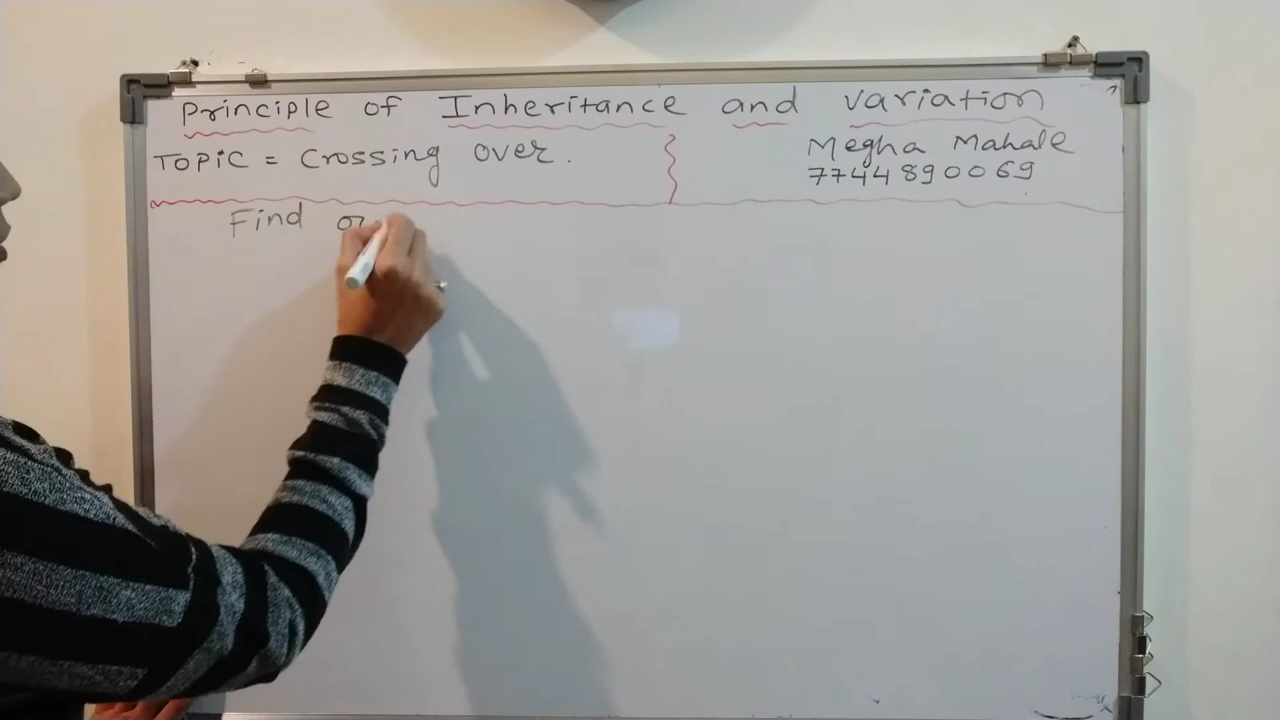 Principle of Inheritance and variation
TOPIC = Crossing over.
Megha Mahale
7744890069
Find